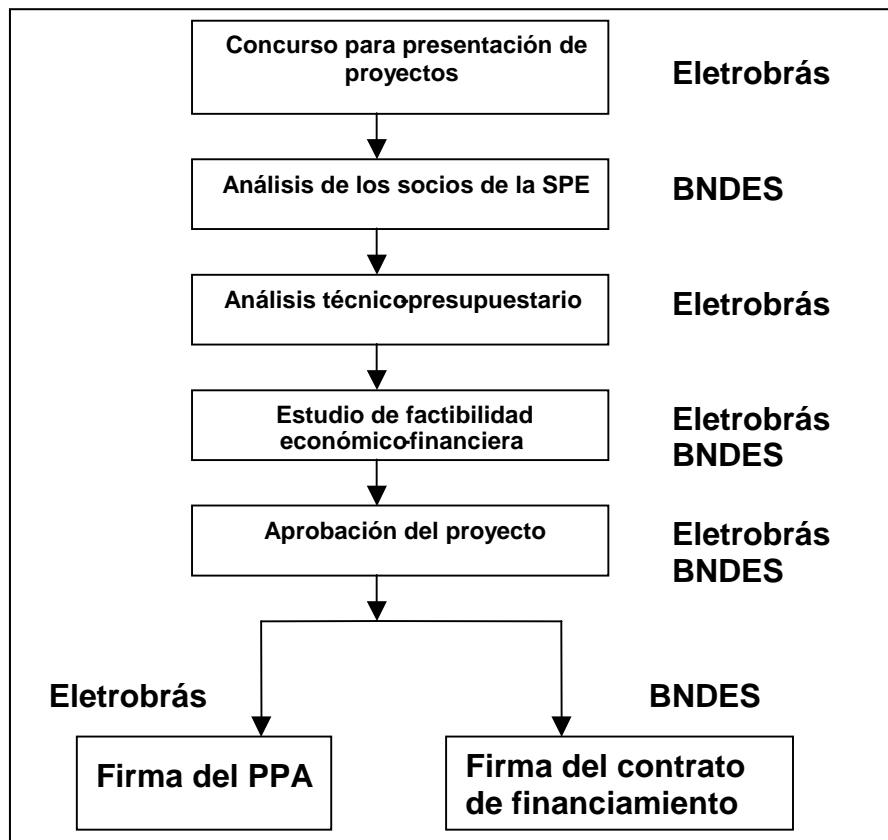 Concurso para presentación de
proyectos
Eletrobrás
Análisis de los socios de la SPE
BNDES
Análisis técnico-presupuestario
Eletrobrás
Estudio de factibilidad
económico-financiera
Eletrobrás
BNDES
Aprobación del proyecto
Eletrobrás
BNDES
Eletrobrás
BNDES
Firma del PPA
Firma del contrato
de financiamiento